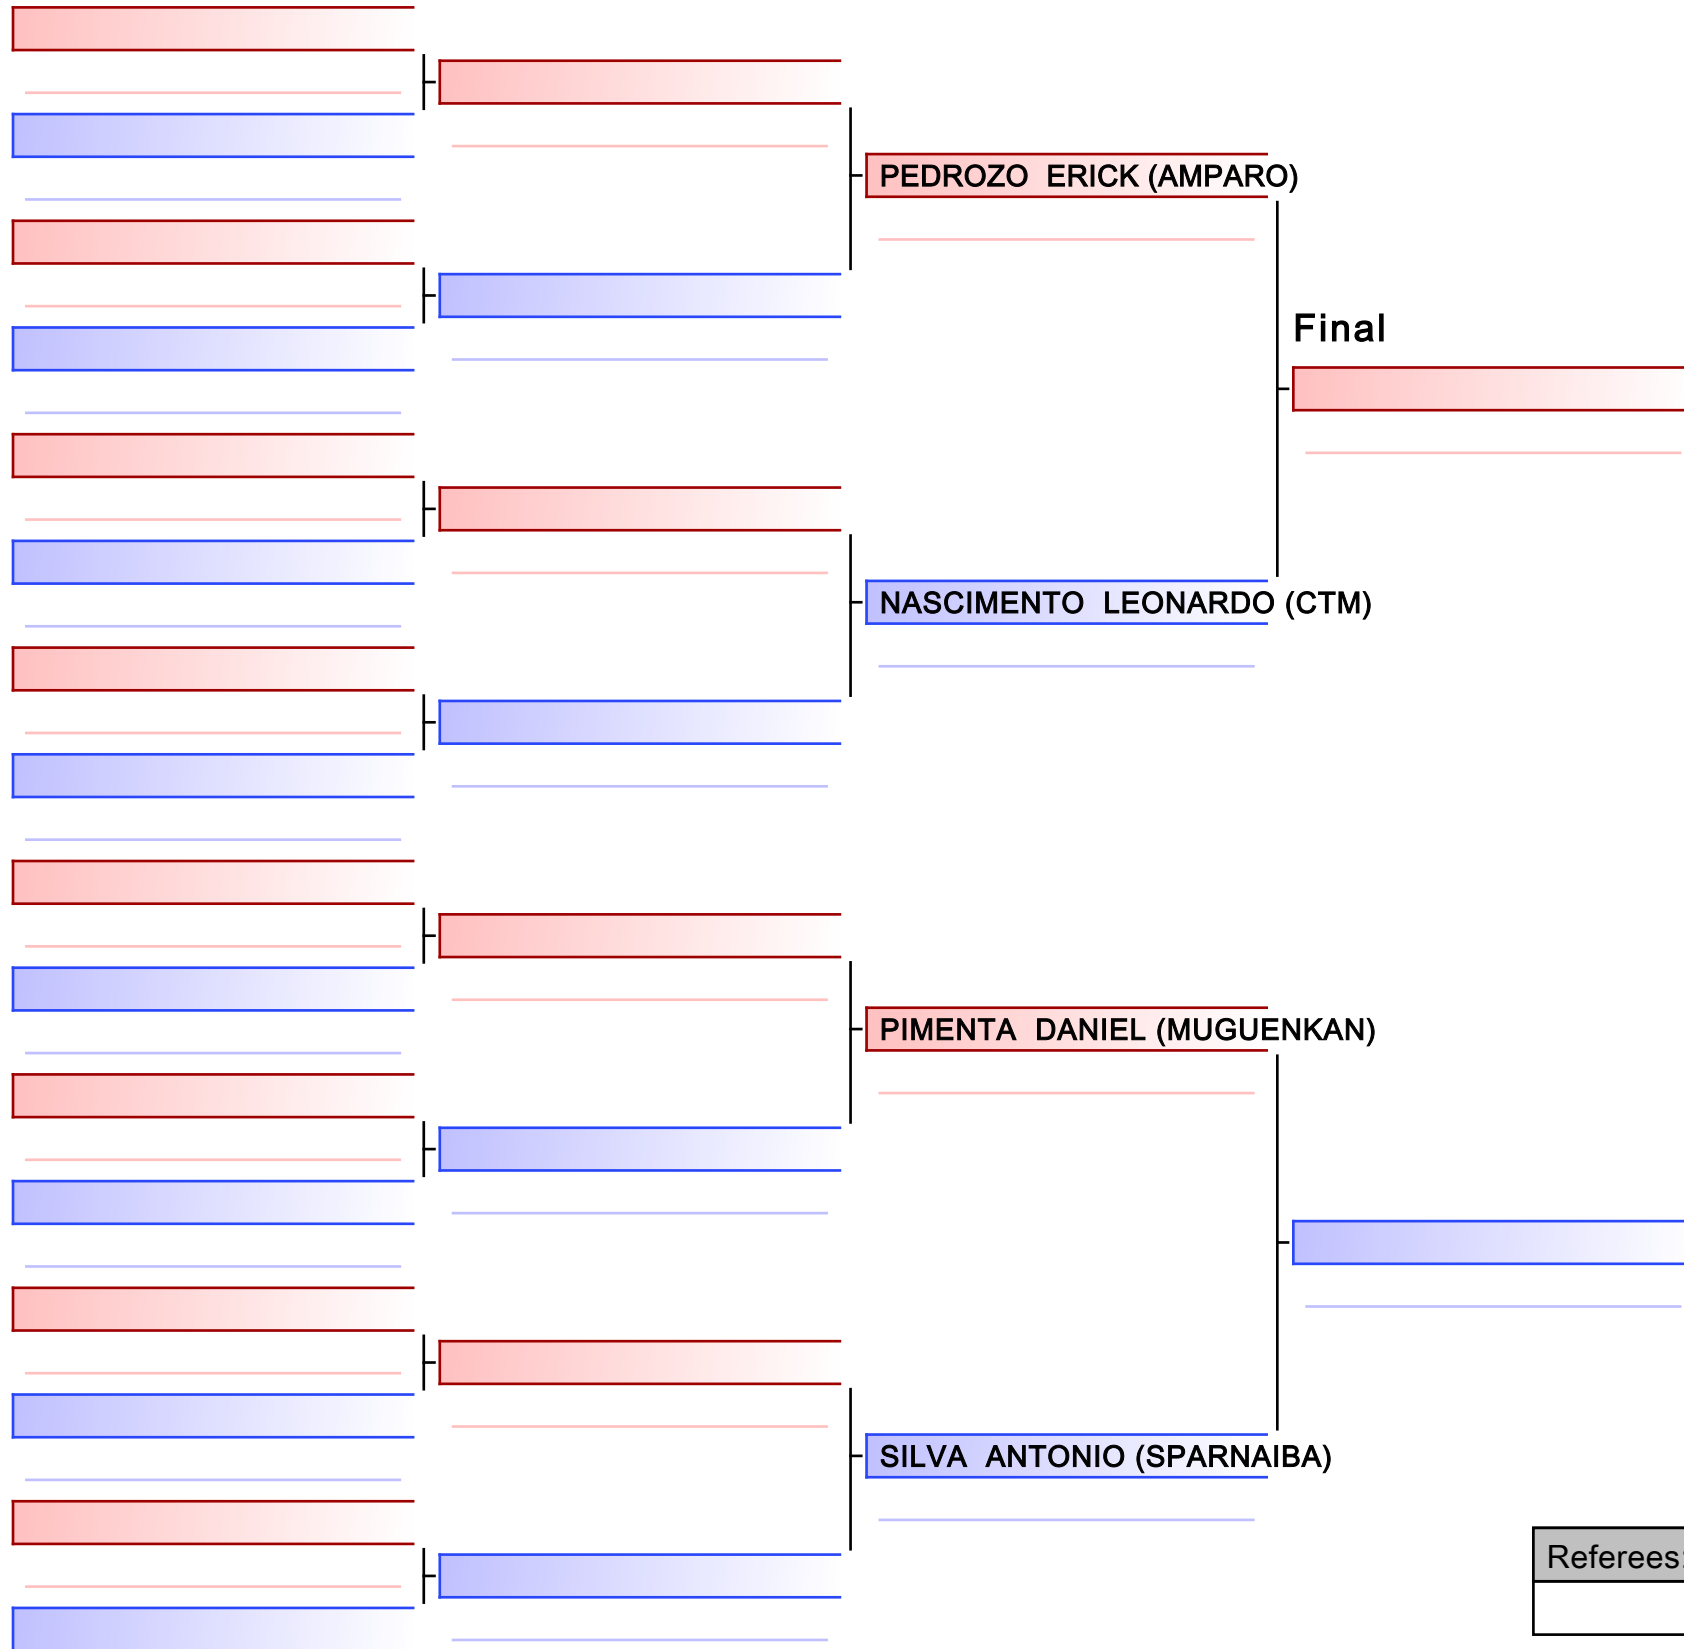 PEDROZO  ERICK (AMPARO)
Final
NASCIMENTO  LEONARDO (CTM)
PIMENTA  DANIEL (MUGUENKAN)
SILVA  ANTONIO (SPARNAIBA)
Referees: